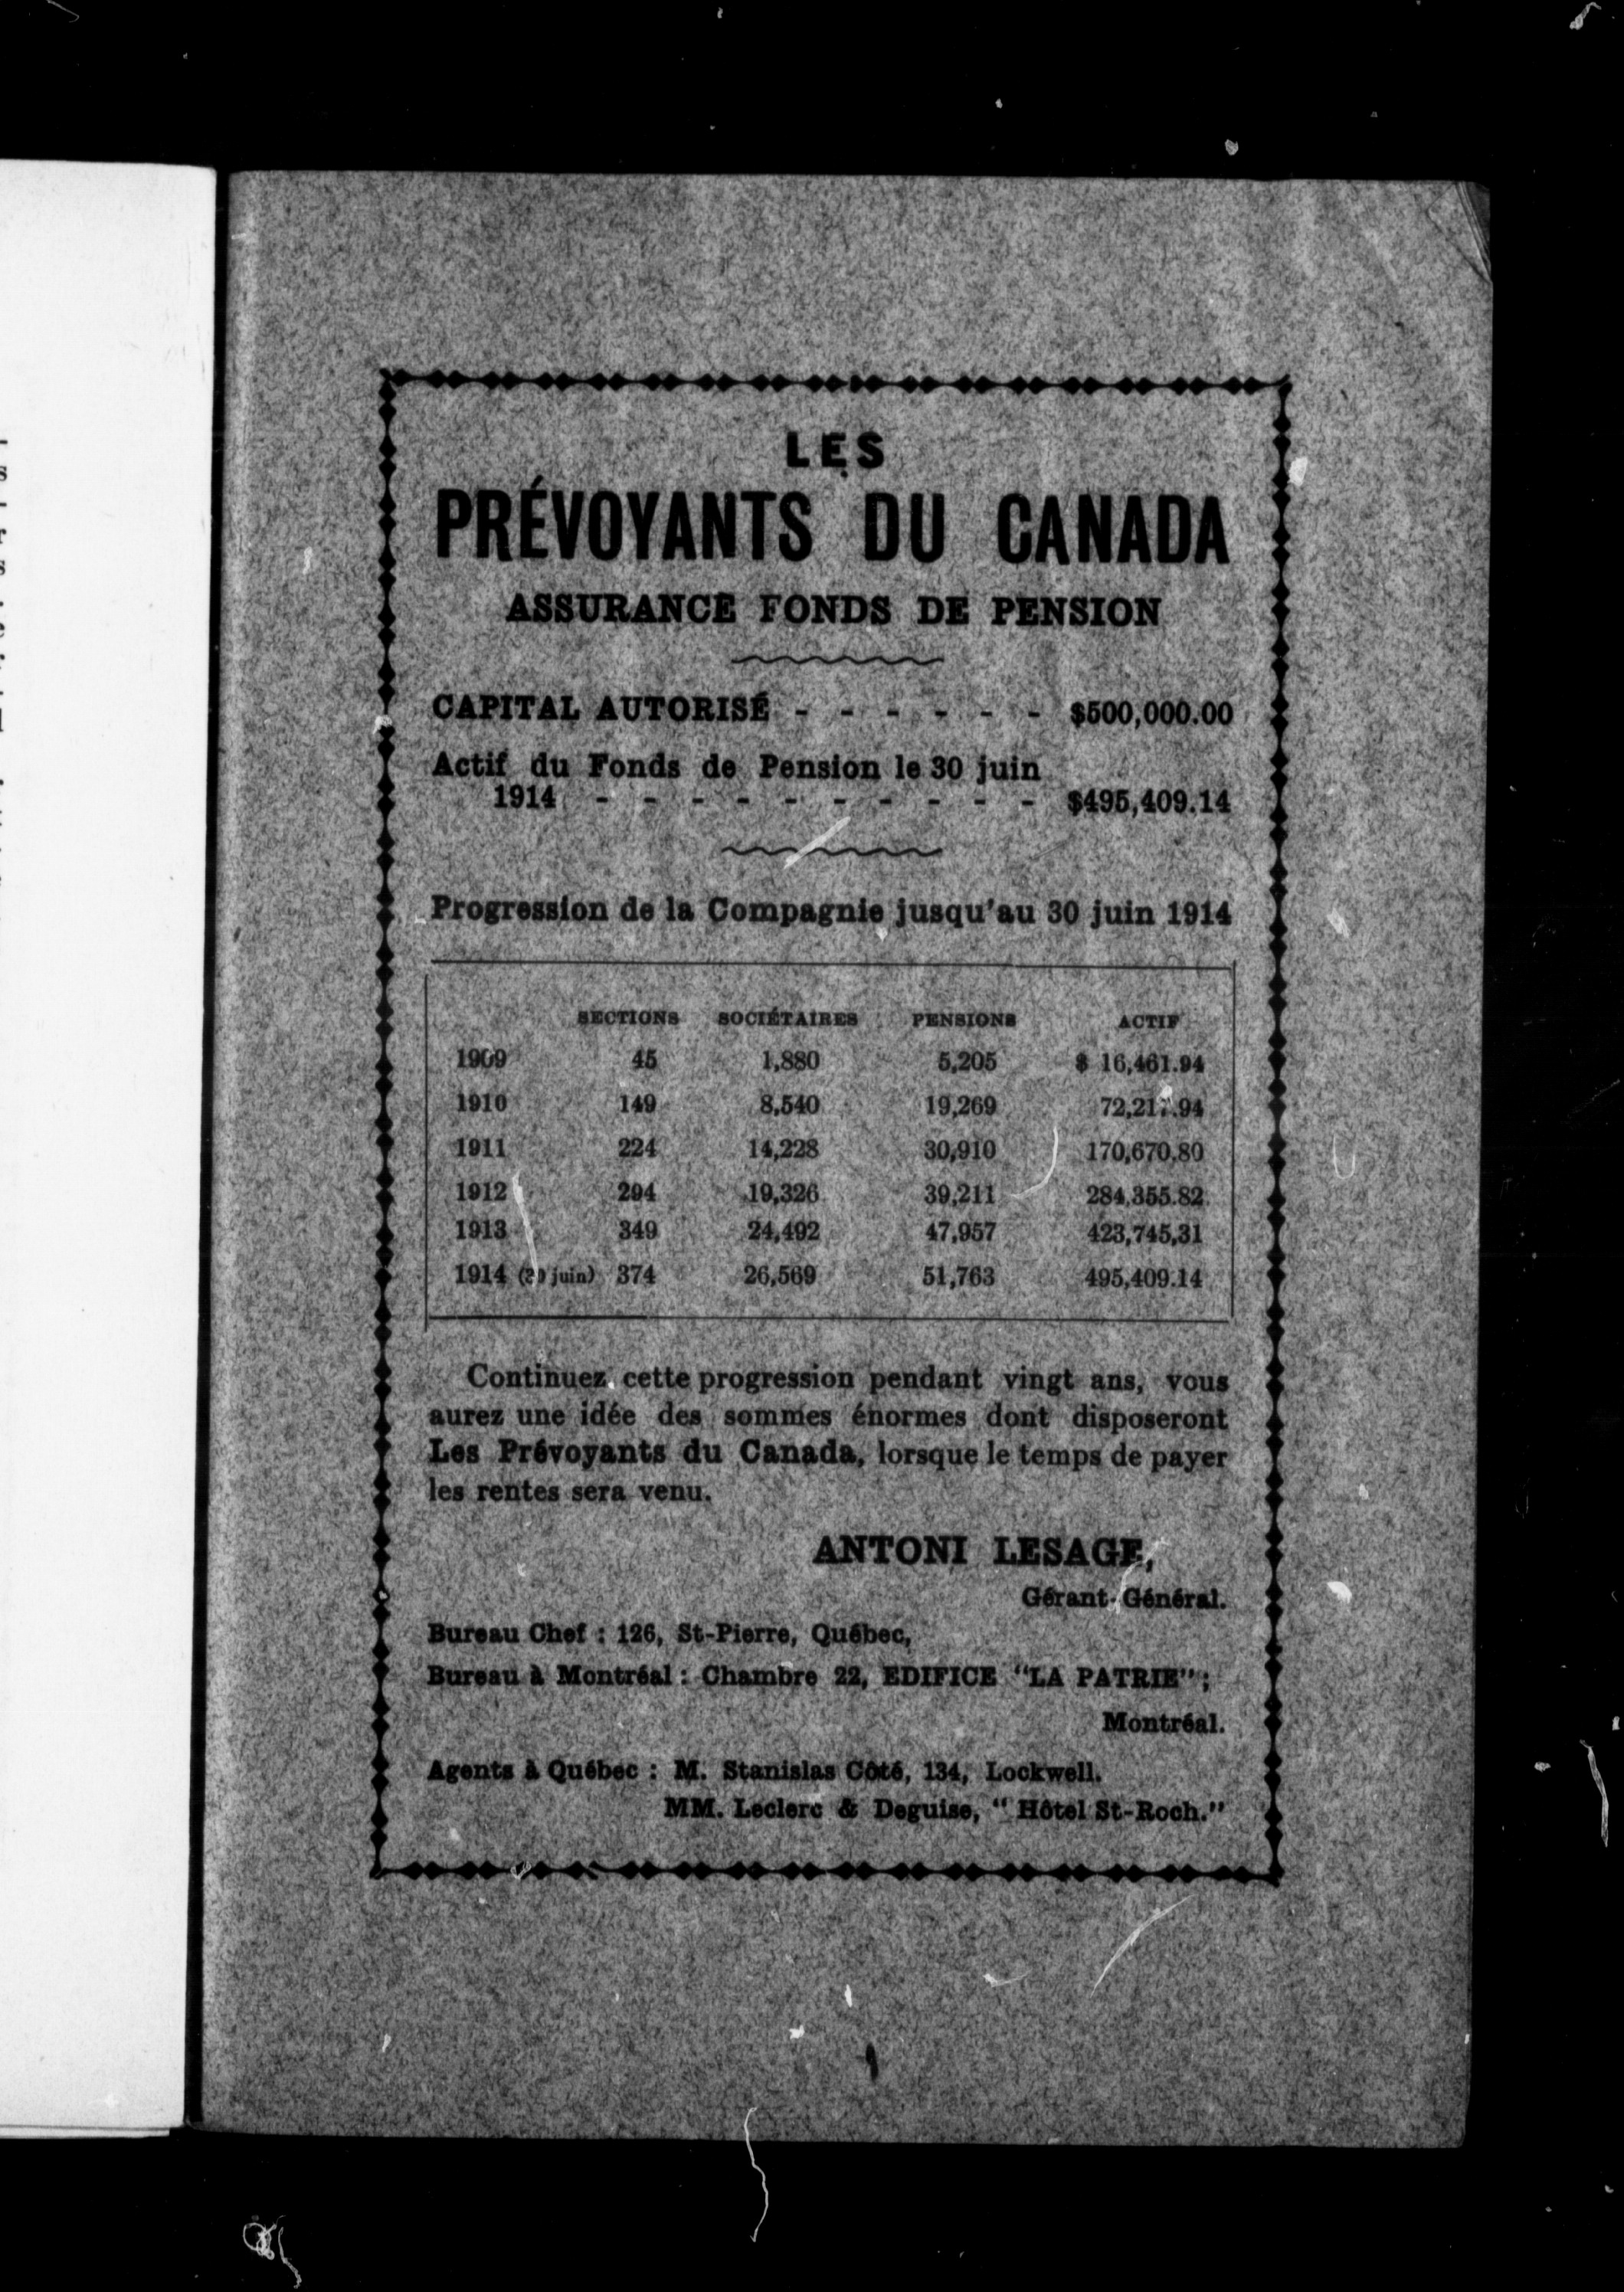 LES
PRÉVOYANTS DU CANADA
ASSURANCE FONDS DE PENSION
CAPITAL AUTORISÉ - - - - - - $500,000.00
Actif du Fonds de Pension le 30 juin
1914 - - - - - - - - - - $495,409.14
Progression de la Compagnie jusqu'au 30 juin 1914
SECTIONS SOCIÉTAIRES PENSIONS ACTIF
1909 45 1,880 5,205 $ 16,461.94
1910 149 8,540 19,269
1911 224 14,228 30,910 170,670.80
1912 294 19,326 39,211 284,355.82
1913 349 24,492 47,957 423,745,31
1914 (30 juin) 374 26,569 51,763 495,409.14
Continuez cette progression pendant vingt ans, vous
aurez une idée des sommes énormes dont disposeront
Les Prévoyants du Canada, lorsque le temps de payer
les rentes sera venu.
ANTONI LESAGE,
Gérant-Général.
Bureau Chef : 126, St-Pierre, Québec,
Bureau à Montréal : Chambre 22, EDIFICE "LA PATRIE" ;
Montréal.
Agents à Québec : M. Stanislas Côté, 134, Lockwell.
MM. Leclerc & Deguise, " Hôtel St-Roch."